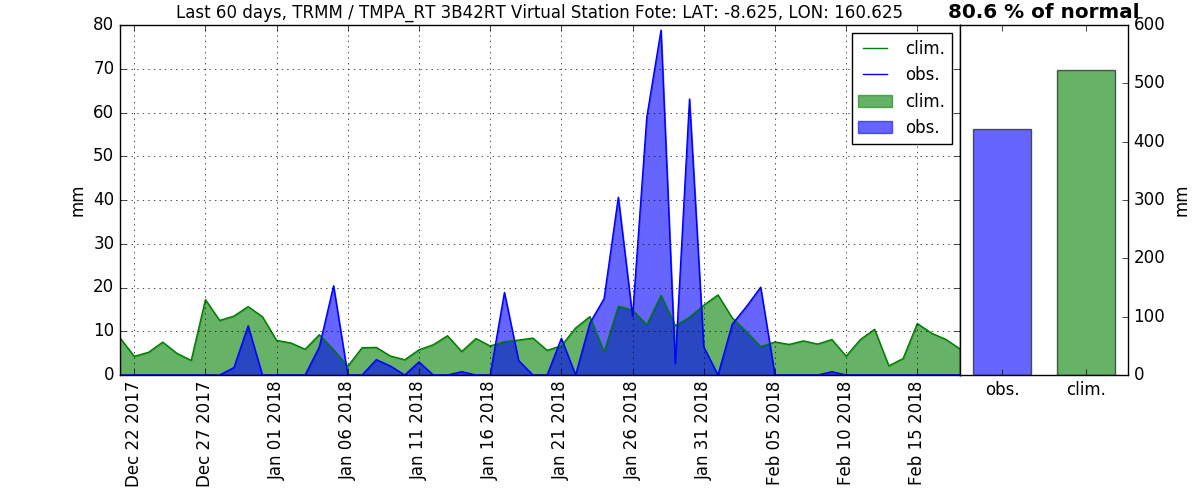 Last 60 days, TRMM / TMPA_RT 3B42RT Virtual Station Fote: LAT: -8.625, LON: 160.625
80.6 % of normal
mm
80
70
60
50
40
30
20
10
0
clim.
obs.
clim.
obs.
Dec 22 2017
Dec 27 2017
Jan 01 2018
Jan 06 2018
Jan 11 2018
Jan 16 2018
Jan 21 2018
Jan 26 2018
Jan 31 2018
Feb 05 2018
Feb 10 2018
Feb 15 2018
obs.
clim.
600
500
400
300
200
100
0
mm